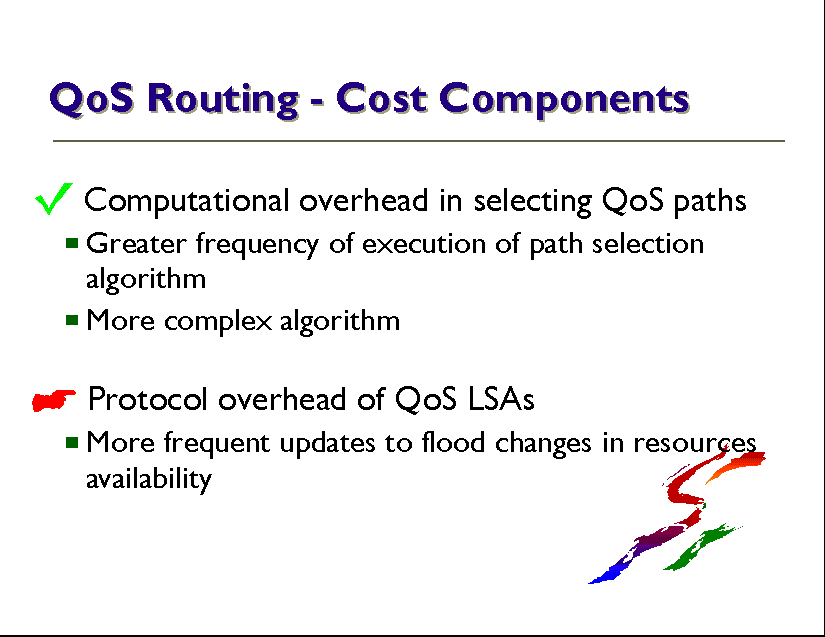 QoS Routing - Cost Components
Computational overhead in selecting QoS paths
Greater frequency of execution of path selection
algorithm
More complex algorithm
Protocol overhead of QoS LSAs
More frequent updates to flood changes in resources
availability